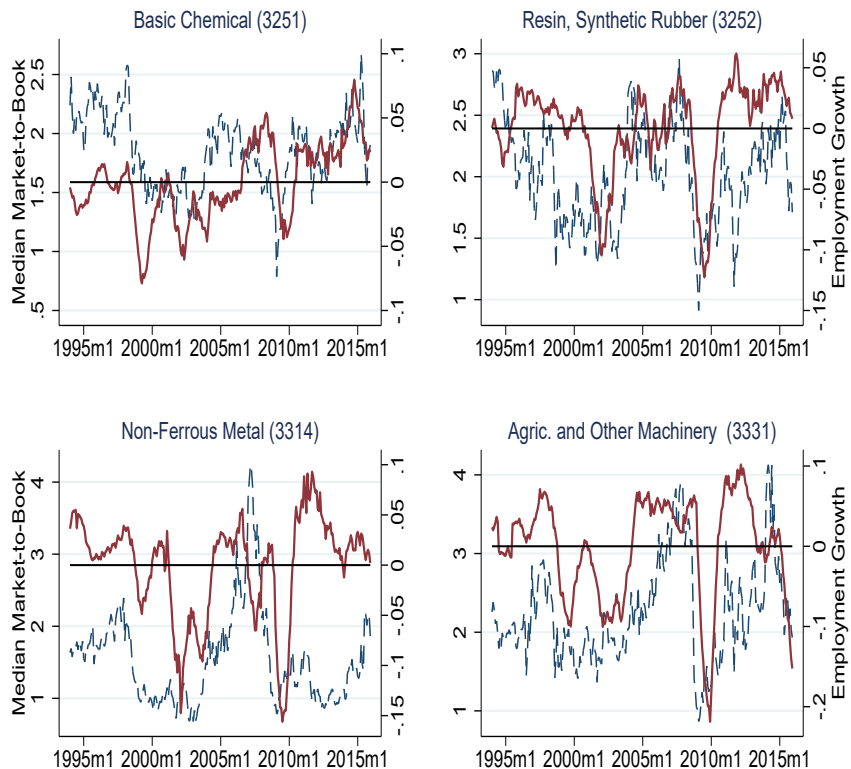 Basic Chemical (3251)
Median Market-to-Book
.5 1 1.5 2 2.5
-.1 -.05 0 .05 .1
1995m1 2000m1 2005m1 2010m1 2015m1
Resin, Synthetic Rubber (3252)
1 1.5 2 2.5 3
-.15 -.1 -.05 0 .05
Employment Growth
1995m1 2000m1 2005m1 2010m1 2015m1
Non-Ferrous Metal (3314)
Median Market-to-Book
1 2 3 4
-.15 -.1 -.05 0 .05 .1
1995m1 2000m1 2005m1 2010m1 2015m1
Agric. and Other Machinery (3331)
1 2 3 4
-.2 -.1 0 .1
Employment Growth
1995m1 2000m1 2005m1 2010m1 2015m1